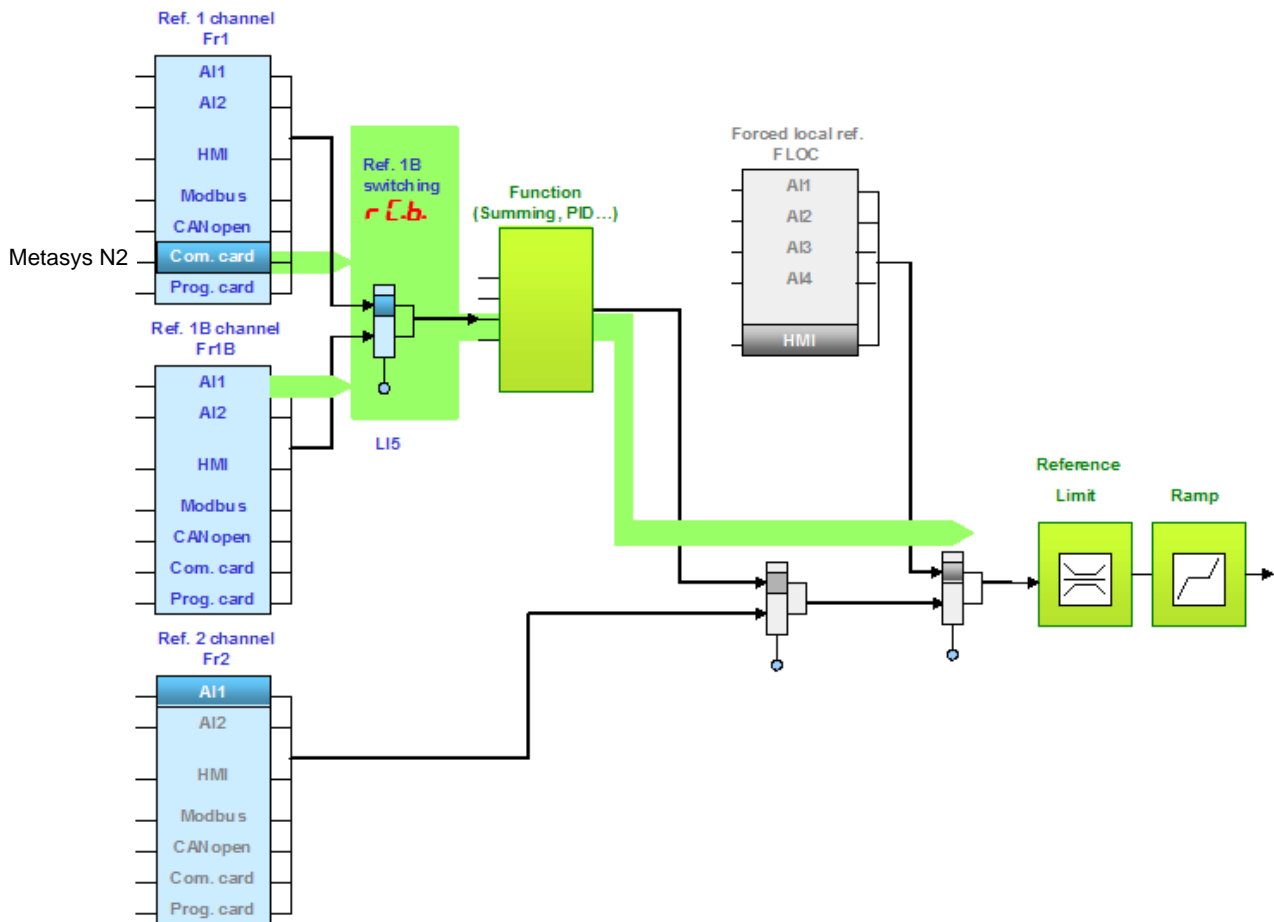 Ref. 1 channel
Fr1
AI1
AI2
HMI
Modbus
CANopen
Metasys N2
Com. card
Prog. card
Ref. 1B channel
Fr1B
AI1
AI2
HMI
Modbus
CANopen
Com. card
Prog. card
Ref. 2 channel
Fr2
AI1
AI2
HMI
Modbus
CANopen
Com. card
Prog. card
Ref. 1B
switching
rC.b.
LI5
Function
(Summing, PID...)
Forced local ref.
FLOC
AI1
AI2
AI3
AI4
HMI
Reference
Limit
Ramp